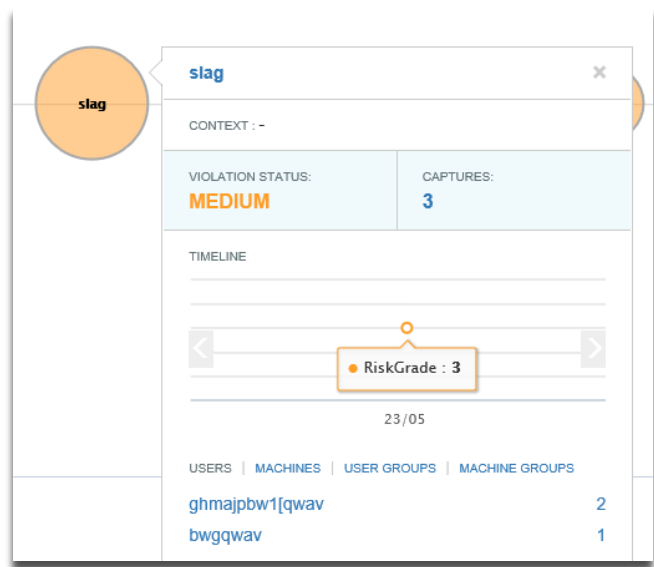 slag
slag
CONTEXT : -
VIOLATION STATUS:
MEDIUM
CAPTURES:
3
TIMELINE
RiskGrade : 3
23/05
USERS | MACHINES | USER GROUPS | MACHINE GROUPS
ghmajpbw1[qwav 2
bwgqwav 1